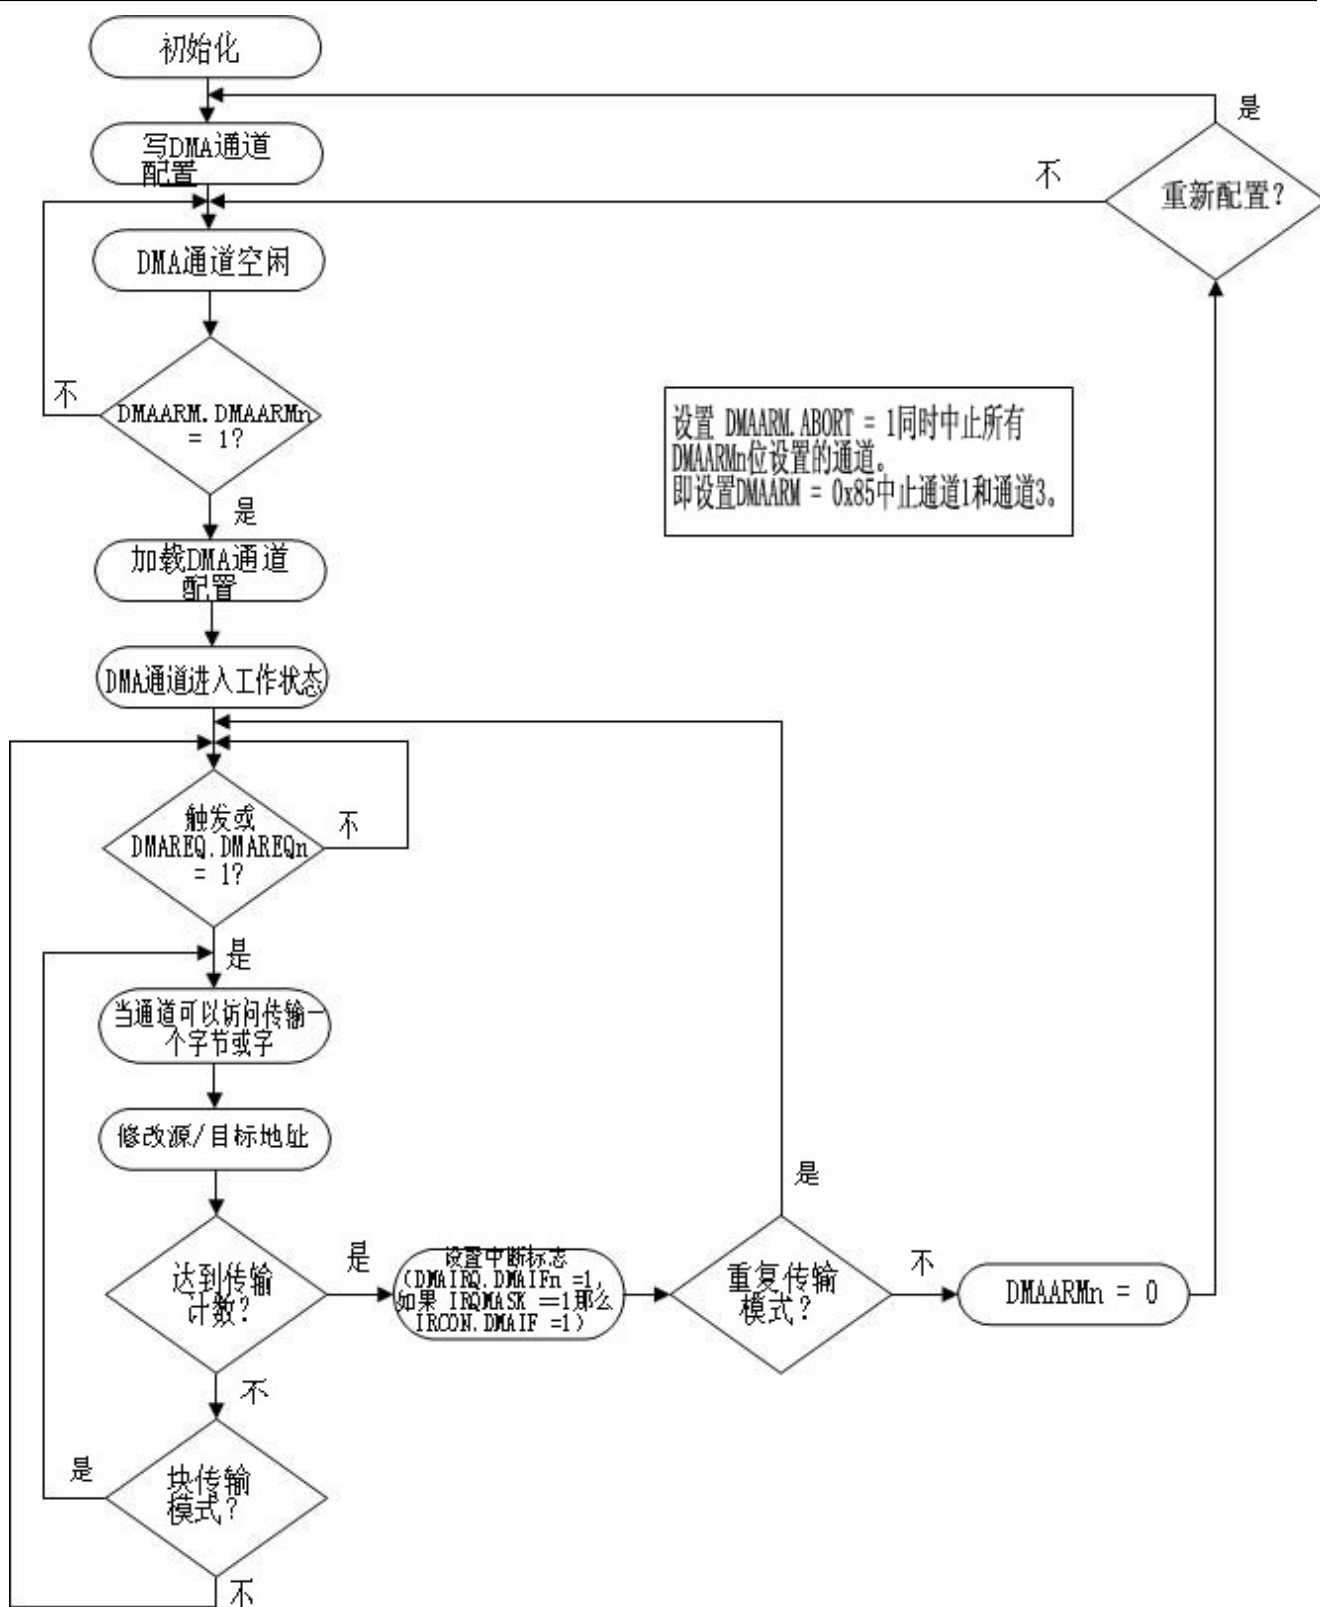 初始化
是
写DMA通道
配置
不
重新配置?
DMA通道空闲
不
DMAARM.DMAARMn
= 1?
设置 DMAARM.ABORT = 1同时中止所有
DMAARMn位设置的通道。
即设置DMAARM = 0x85中止通道1和通道3。
是
加载DMA通道
配置
DMA通道进入工作状态
触发或
DMAREQ.DMAREQn
= 1?
不
是
当通道可以访问传输一
个字节或字
修改源/目标地址
是
达到传输
计数?
是
设置中断标志
(DMAIRQ.DMAIFn =1,
如果 IRQMASK ==1那么
IRCON.DMAIF =1)
重复传输
模式?
不
DMAARMn = 0
不
是
块传输
模式?
不